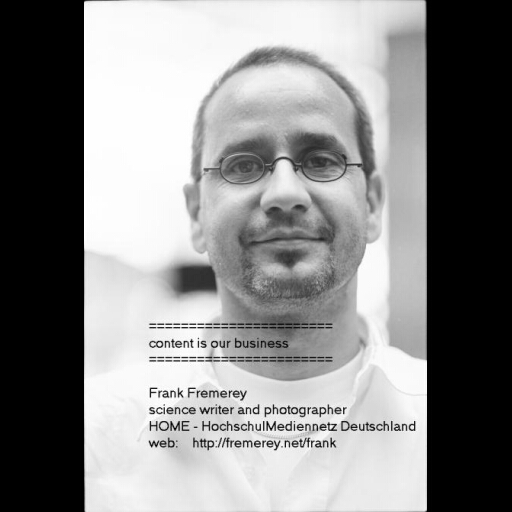 =======================
content is our business
=======================
Frank Fremerey
science writer and photographer
HOME - HochschulMediennetz Deutschland
web: http://fremerey.net/frank